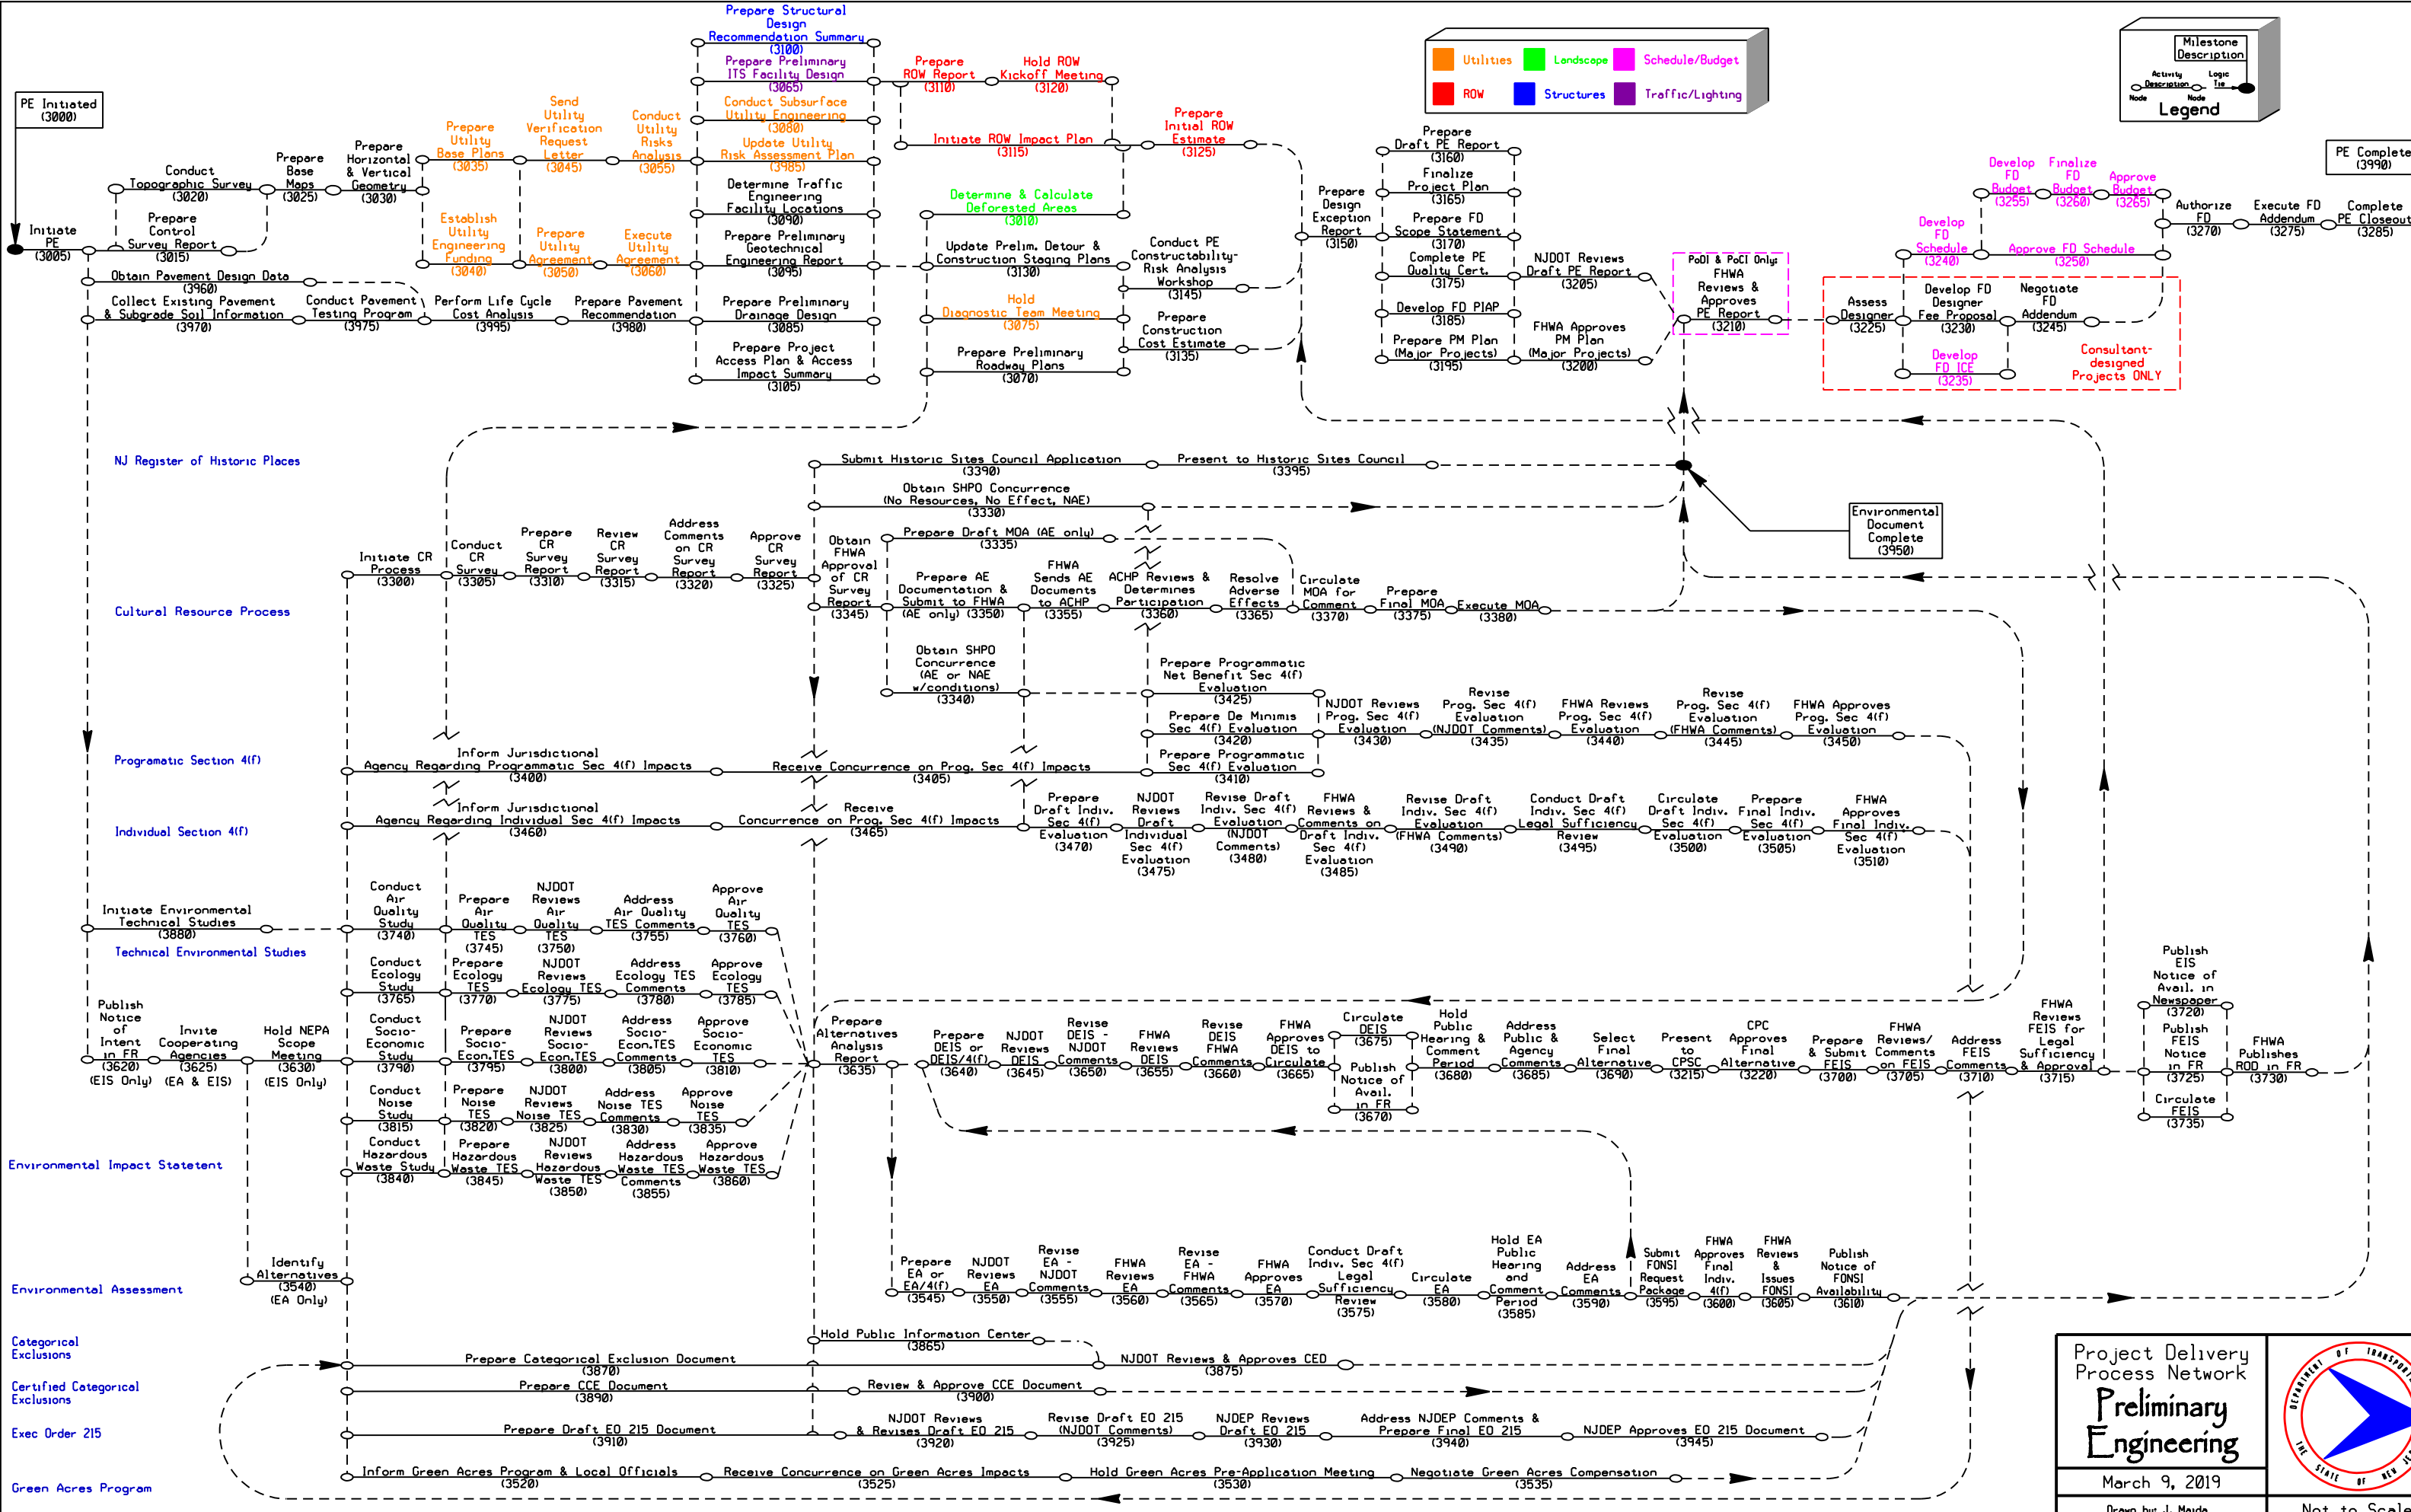 Prepare Structural
Design
Recommendation Summary
(3100)
Prepare Preliminary
ITS Facility Design
(3065)
Conduct Subsurface
Utility Engineering
(3080)
Update Utility
Risk Assessment Plan
(3985)
Determine Traffic
Engineering
Facility Locations
(3090)
Prepare Preliminary
Geotechnical
Engineering Report
(3095)
Prepare Preliminary
Drainage Design
(3085)
Prepare Project
Access Plan & Access
Impact Summary
(3105)
PE Initiated
(3000)
Initiate
PE
(3005)
Conduct
Topographic Survey
(3020)
Prepare
Control
Survey Report
(3015)
Prepare
Base
Maps
(3025)
Prepare
Horizontal
& Vertical
Geometry
(3030)
Prepare
Utility
Base Plans
(3035)
Send
Utility
Verification
Request
Letter
(3045)
Conduct
Utility
Risks
Analysis
(3055)
Establish
Utility
Engineering
Funding
(3040)
Prepare
Utility
Agreement
(3050)
Execute
Utility
Agreement
(3060)
Obtain Pavement Design Data
(3960)
Collect Existing Pavement
& Subgrade Soil Information
(3970)
Conduct Pavement
Testing Program
(3975)
Perform Life Cycle
Cost Analysis
(3995)
Prepare Pavement
Recommendation
(3980)
Prepare
ROW Report
(3110)
Hold ROW
Kickoff Meeting
(3120)
Initiate ROW Impact Plan
(3115)
Prepare
Initial ROW
Estimate
(3125)
Determine & Calculate
Deforested Areas
(3010)
Update Prelim. Detour &
Construction Staging Plans
(3130)
Hold
Diagnostic Team Meeting
(3075)
Prepare Preliminary
Roadway Plans
(3070)
Conduct PE
Constructability-
Risk Analysis
Workshop
(3145)
Prepare
Construction
Cost Estimate
(3135)
Prepare
Design
Exception
Report
(3150)
Prepare
Draft PE Report
(3160)
Finalize
Project Plan
(3165)
Prepare FD
Scope Statement
(3170)
Complete PE
Quality Cert.
(3175)
Develop FD PIAP
(3185)
Prepare PM Plan
(Major Projects)
(3195)
NJDOT Reviews
Draft PE Report
(3205)
FHWA Approves
PM Plan
(Major Projects)
(3200)
PoDI & PoCI Only:
FHWA
Reviews &
Approves
PE Report
(3210)
Utilities
Landscape
Schedule/Budget
ROW
Structures
Traffic/Lighting
Milestone
Description
Activity
Description
Logic
Tie
Node
Node
Legend
Assess
Designer
(3225)
Develop FD
Designer
Fee Proposal
(3230)
Negotiate
FD
Addendum
(3245)
Develop
FD ICE
(3235)
Consultant-
designed
Projects ONLY
Develop
FD
Schedule
(3240)
Approve FD Schedule
(3250)
Develop
FD
Budget
(3255)
Finalize
FD
Budget
(3260)
Approve
Budget
(3265)
Authorize
FD
(3270)
Execute FD
Addendum
(3275)
Complete
PE Closeout
(3285)
PE Complete
(3990)
NJ Register of Historic Places
Submit Historic Sites Council Application
(3390)
Present to Historic Sites Council
(3395)
Obtain SHPO Concurrence
(No Resources, No Effect, NAE)
(3330)
Environmental
Document
Complete
(3950)
Cultural Resource Process
Initiate CR
Process
(3300)
Conduct
CR
Survey
(3305)
Prepare
CR
Survey
Report
(3310)
Review
CR
Survey
Report
(3315)
Address
Comments
on CR
Survey
Report
(3320)
Approve
CR
Survey
Report
(3325)
Obtain
FHWA
Approval
of CR
Survey
Report
(3345)
Prepare Draft MOA (AE only)
(3335)
Prepare AE
Documentation &
Submit to FHWA
(AE only) (3350)
FHWA
Sends AE
Documents
to ACHP
(3355)
ACHP Reviews &
Determines
Participation
(3360)
Resolve
Adverse
Effects
(3365)
Circulate
MOA for
Comment
(3370)
Prepare
Final MOA
(3375)
Execute MOA
(3380)
Obtain SHPO
Concurrence
(AE or NAE
w/conditions)
(3340)
Programatic Section 4(f)
Inform Jurisdictional
Agency Regarding Programmatic Sec 4(f) Impacts
(3400)
Receive Concurrence on Prog. Sec 4(f) Impacts
(3405)
Prepare Programmatic
Net Benefit Sec 4(f)
Evaluation
(3425)
Prepare De Minimis
Sec 4(f) Evaluation
(3420)
Prepare Programmatic
Sec 4(f) Evaluation
(3410)
NJDOT Reviews
Prog. Sec 4(f)
Evaluation
(3430)
Revise
Prog. Sec 4(f)
Evaluation
(NJDOT Comments)
(3435)
FHWA Reviews
Prog. Sec 4(f)
Evaluation
(3440)
Revise
Prog. Sec 4(f)
Evaluation
(FHWA Comments)
(3445)
FHWA Approves
Prog. Sec 4(f)
Evaluation
(3450)
Individual Section 4(f)
Inform Jurisdictional
Agency Regarding Individual Sec 4(f) Impacts
(3460)
Receive
Concurrence on Prog. Sec 4(f) Impacts
(3465)
Prepare
Draft Indiv.
Sec 4(f)
Evaluation
(3470)
NJDOT
Reviews
Draft
Individual
Sec 4(f)
Evaluation
(3475)
Revise Draft
Indiv. Sec 4(f)
Evaluation
(NJDOT
Comments)
(3480)
FHWA
Reviews &
Comments on
Draft Indiv.
Sec 4(f)
Evaluation
(3485)
Revise Draft
Indiv. Sec 4(f)
Evaluation
(FHWA Comments)
(3490)
Conduct Draft
Indiv. Sec 4(f)
Legal Sufficiency
Review
(3495)
Circulate
Draft Indiv.
Sec 4(f)
Evaluation
(3500)
Prepare
Final Indiv.
Sec 4(f)
Evaluation
(3505)
FHWA
Approves
Final Indiv.
Sec 4(f)
Evaluation
(3510)
Initiate Environmental
Technical Studies
(3880)
Technical Environmental Studies
Conduct
Air
Quality
Study
(3740)
Prepare
Air
Quality
TES
(3745)
NJDOT
Reviews
Air
Quality
TES
(3750)
Address
Air Quality
TES Comments
(3755)
Approve
Air
Quality
TES
(3760)
Conduct
Ecology
Study
(3765)
Prepare
Ecology
TES
(3770)
NJDOT
Reviews
Ecology TES
(3775)
Address
Ecology TES
Comments
(3780)
Approve
Ecology
TES
(3785)
Publish
Notice
of
Intent
in FR
(3620)
(EIS Only)
Invite
Cooperating
Agencies
(3625)
(EA & EIS)
Hold NEPA
Scope
Meeting
(3630)
(EIS Only)
Conduct
Socio-
Economic
Study
(3790)
Prepare
Socio-
Econ.TES
(3795)
NJDOT
Reviews
Socio-
Econ.TES
(3800)
Address
Socio-
Econ.TES
Comments
(3805)
Approve
Socio-
Economic
TES
(3810)
Conduct
Noise
Study
(3815)
Prepare
Noise
TES
(3820)
NJDOT
Reviews
Noise TES
(3825)
Address
Noise TES
Comments
(3830)
Approve
Noise
TES
(3835)
Conduct
Hazardous
Waste Study
(3840)
Prepare
Hazardous
Waste TES
(3845)
NJDOT
Reviews
Hazardous
Waste TES
(3850)
Address
Hazardous
Waste TES
Comments
(3855)
Approve
Hazardous
Waste TES
(3860)
Environmental Impact Statetent
Prepare
Alternatives
Analysis
Report
(3635)
Prepare
DEIS or
DEIS/4(f)
(3640)
NJDOT
Reviews
DEIS
(3645)
Revise
DEIS -
NJDOT
Comments
(3650)
FHWA
Reviews
DEIS
(3655)
Revise
DEIS
FHWA
Comments
(3660)
FHWA
Approves
DEIS to
Circulate
(3665)
Circulate
DEIS
(3675)
Publish
Notice of
Avail.
in FR
(3670)
Hold
Public
Hearing &
Comment
Period
(3680)
Address
Public &
Agency
Comments
(3685)
Select
Final
Alternative
(3690)
Present
to
CPSC
(3215)
CPC
Approves
Final
Alternative
(3220)
Prepare
& Submit
FEIS
(3700)
FHWA
Reviews/
Comments
on FEIS
(3705)
Address
FEIS
Comments
(3710)
FHWA
Reviews
FEIS for
Legal
Sufficiency
& Approval
(3715)
Publish
EIS
Notice of
Avail. in
Newspaper
(3720)
Publish
FEIS
Notice
in FR
(3725)
Circulate
FEIS
(3735)
FHWA
Publishes
ROD in FR
(3730)
Environmental Assessment
Identify
Alternatives
(3540)
(EA Only)
Prepare
EA or
EA/4(f)
(3545)
NJDOT
Reviews
EA
(3550)
Revise
EA -
NJDOT
Comments
(3555)
FHWA
Reviews
EA
(3560)
Revise
EA -
FHWA
Comments
(3565)
FHWA
Approves
EA
(3570)
Conduct Draft
Indiv. Sec 4(f)
Legal
Sufficiency
Review
(3575)
Circulate
EA
(3580)
Hold EA
Public
Hearing
and
Comment
Period
(3585)
Address
EA
Comments
(3590)
Submit
FONSI
Request
Package
(3595)
FHWA
Approves
Final
Indiv.
4(f)
(3600)
FHWA
Reviews
&
Issues
FONSI
(3605)
Publish
Notice of
FONSI
Availability
(3610)
Categorical
Exclusions
Hold Public Information Center
(3865)
Prepare Categorical Exclusion Document
(3870)
NJDOT Reviews & Approves CED
(3875)
Certified Categorical
Exclusions
Prepare CCE Document
(3890)
Review & Approve CCE Document
(3900)
Exec Order 215
Prepare Draft EO 215 Document
(3910)
NJDOT Reviews
& Revises Draft EO 215
(3920)
Revise Draft EO 215
(NJDOT Comments)
(3925)
NJDEP Reviews
Draft EO 215
(3930)
Address NJDEP Comments &
Prepare Final EO 215
(3940)
NJDEP Approves EO 215 Document
(3945)
Green Acres Program
Inform Green Acres Program & Local Officials
(3520)
Receive Concurrence on Green Acres Impacts
(3525)
Hold Green Acres Pre-Application Meeting
(3530)
Negotiate Green Acres Compensation
(3535)
Project Delivery
Process Network
Preliminary
Engineering
March 9, 2019
DEPARTMENT OF TRANSPOR
THE STATE OF NEW JE
Drawn by: J. Maida
Not to Scale